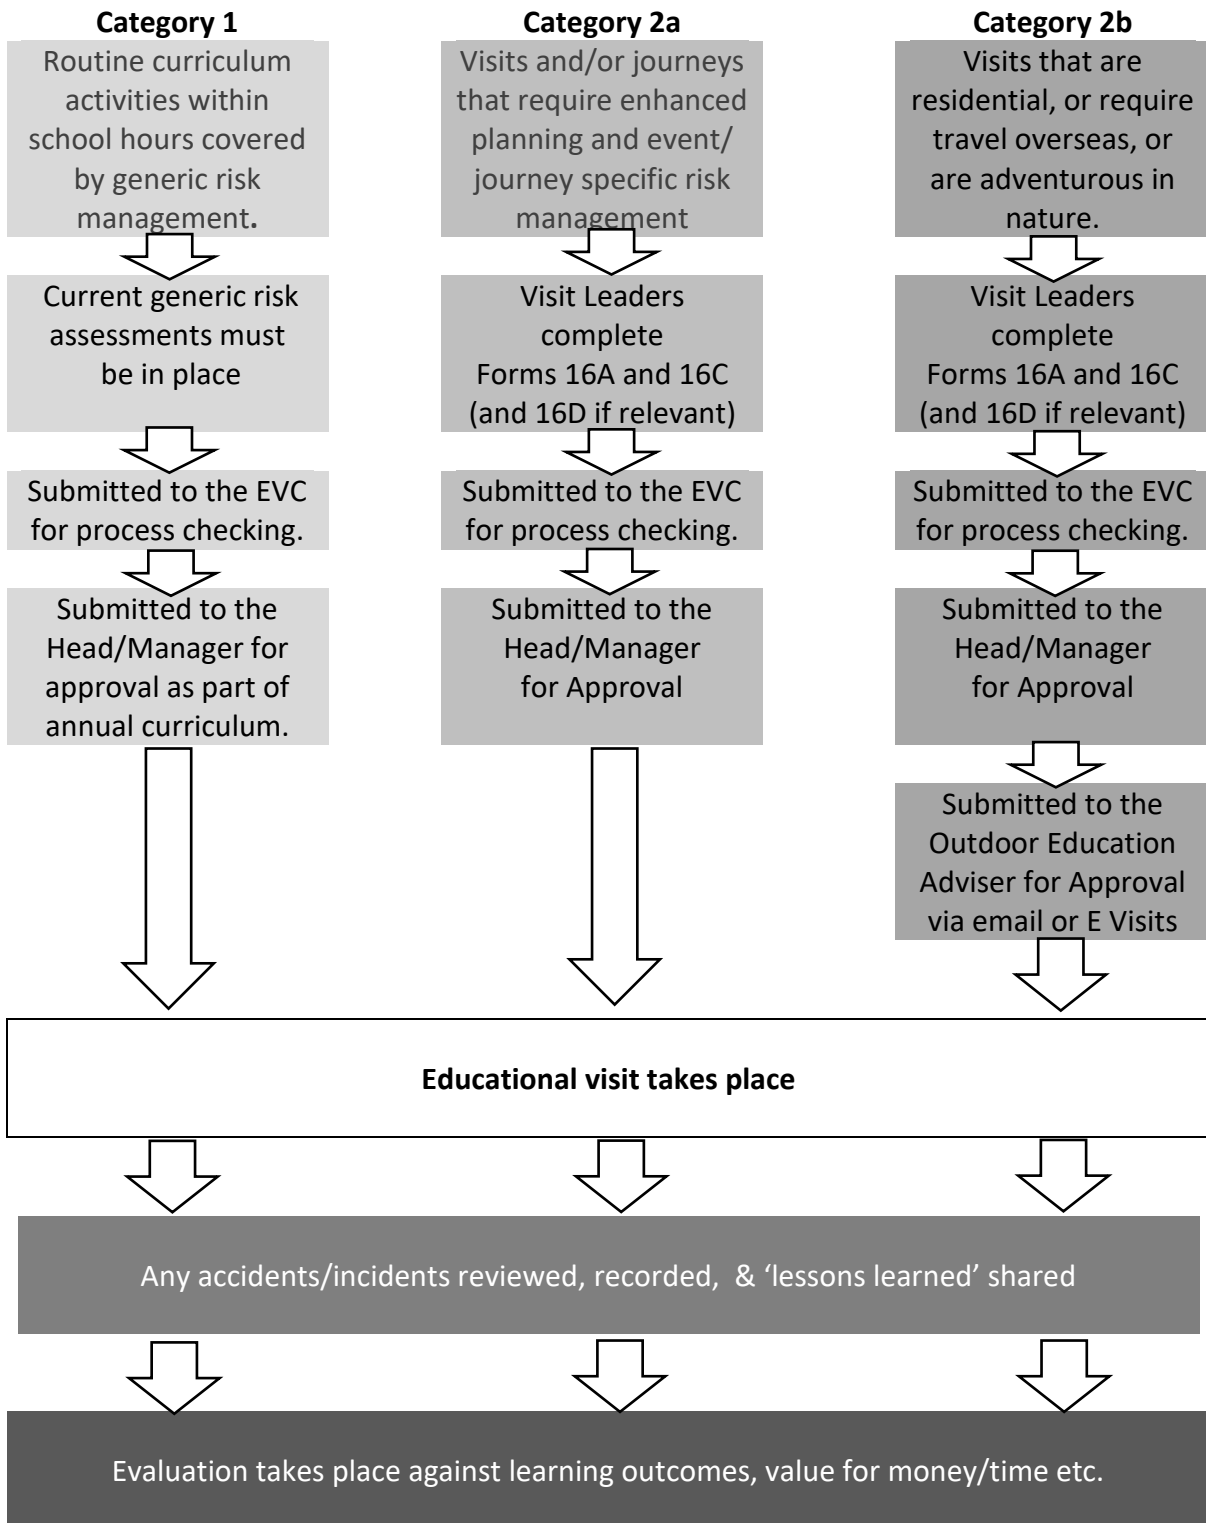 Category 1
Routine curriculum
activities within
school hours covered
by generic risk
management.
Current generic risk
assessments must
be in place
Submitted to the EVC
for process checking.
Submitted to the
Head/Manager for
approval as part of
annual curriculum.
Category 2a
Visits and/or journeys
that require enhanced
planning and event/
journey specific risk
management
Visit Leaders
complete
Forms 16A and 16C
(and 16D if relevant)
Submitted to the EVC
for process checking.
Submitted to the
Head/Manager
for Approval
Category 2b
Visits that are
residential, or require
travel overseas, or
are adventurous in
nature.
Visit Leaders
complete
Forms 16A and 16C
(and 16D if relevant)
Submitted to the EVC
for process checking.
Submitted to the
Head/Manager
for Approval
Submitted to the
Outdoor Education
Adviser for Approval
via email or E Visits
Educational visit takes place
Any accidents/incidents reviewed, recorded,  & ‘lessons learned’ shared
Evaluation takes place against learning outcomes, value for money/time etc.